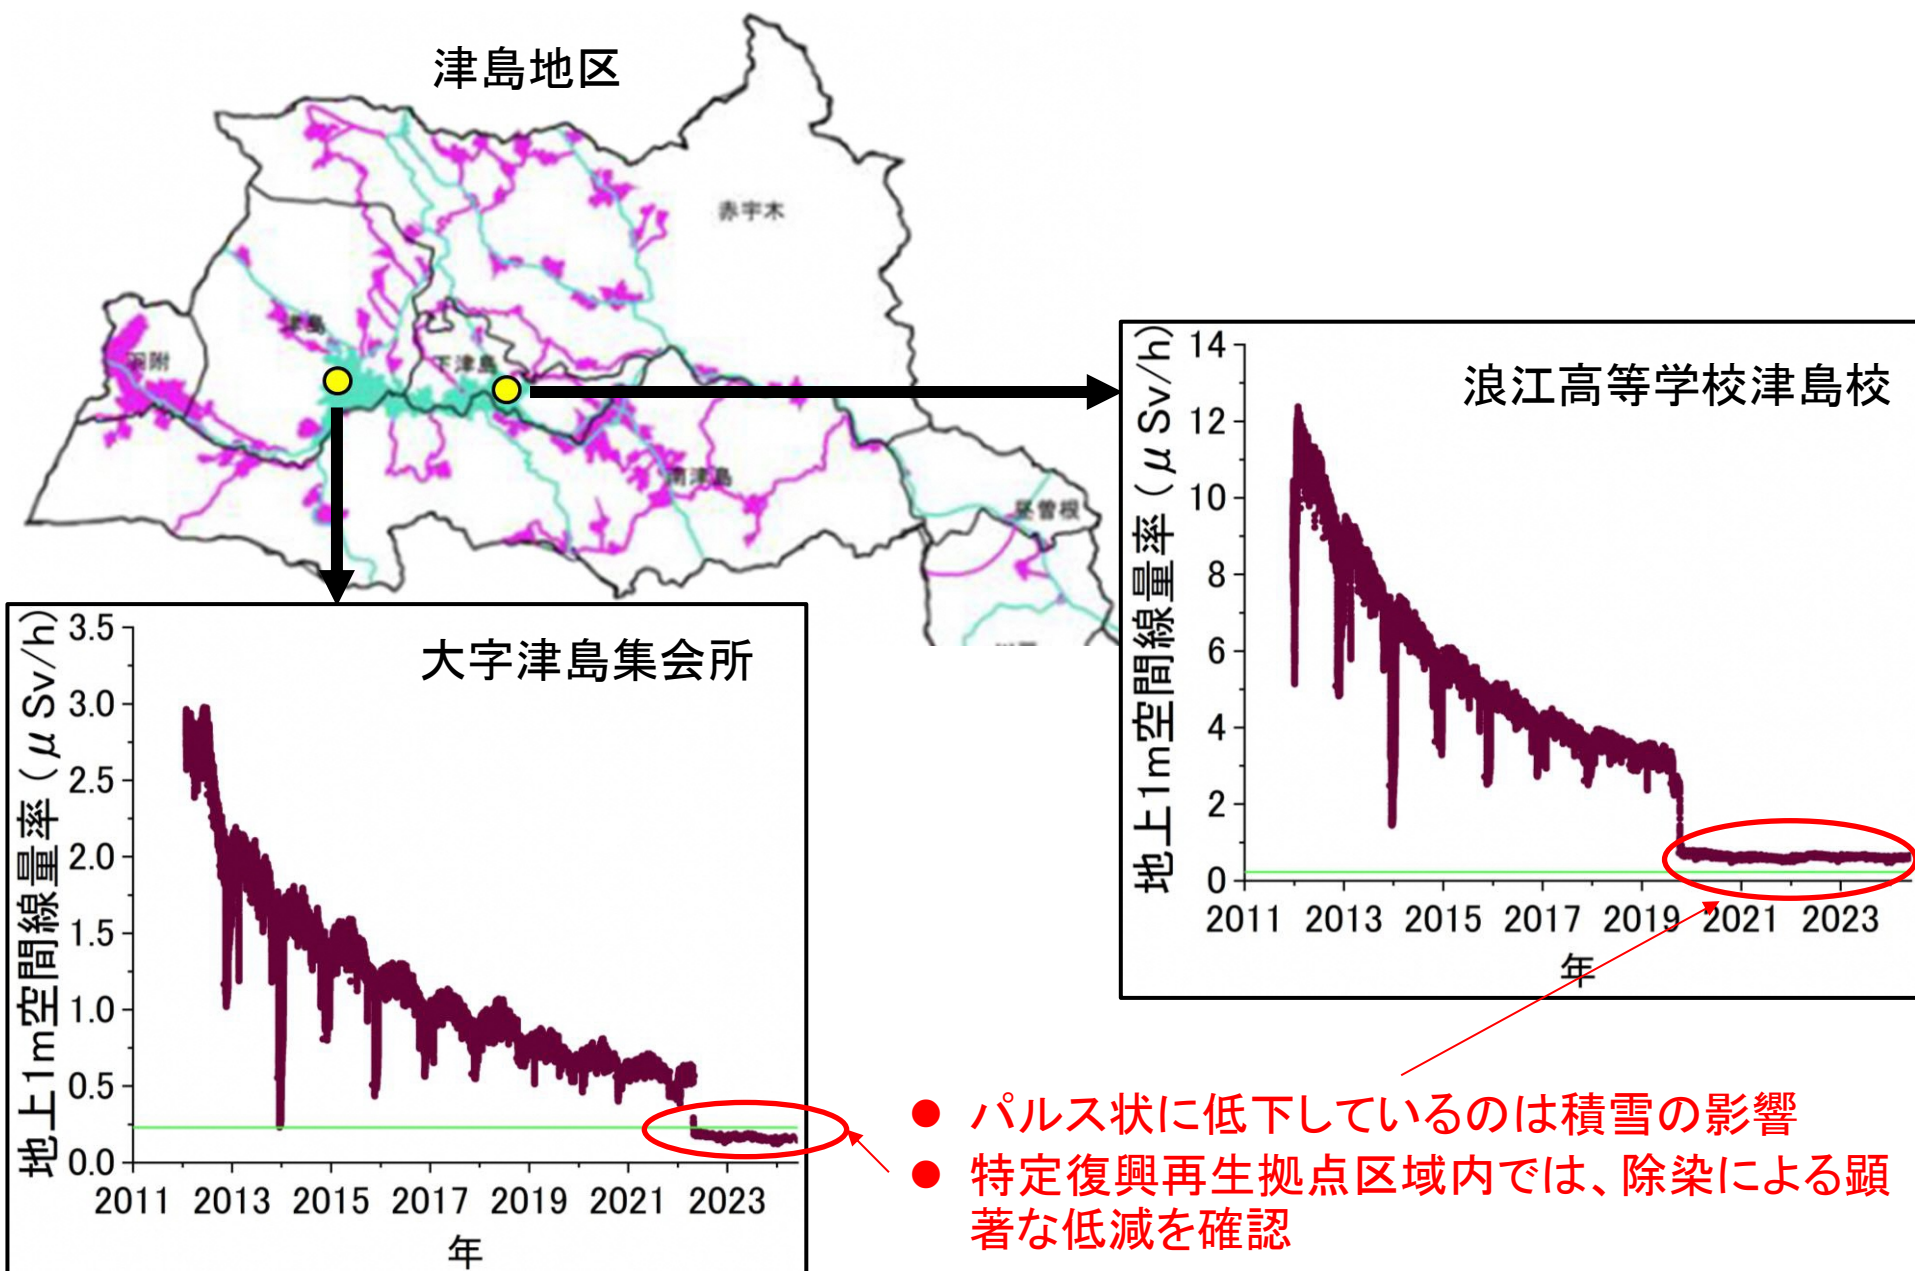 津島地区
赤宇木
津島
下津島
羽附
南津島
昼曽根
浪江高等学校津島校
地上1m空間線量率(μSv/h)
14
12
10
8
6
4
2
0
2011 2013 2015 2017 2019 2021 2023
年
大字津島集会所
地上1m空間線量率(μSv/h)
3.5
3.0
2.5
2.0
1.5
1.0
0.5
0.0
2011 2013 2015 2017 2019 2021 2023
年
● パルス状に低下しているのは積雪の影響
● 特定復興再生拠点区域内では、除染による顕
著な低減を確認